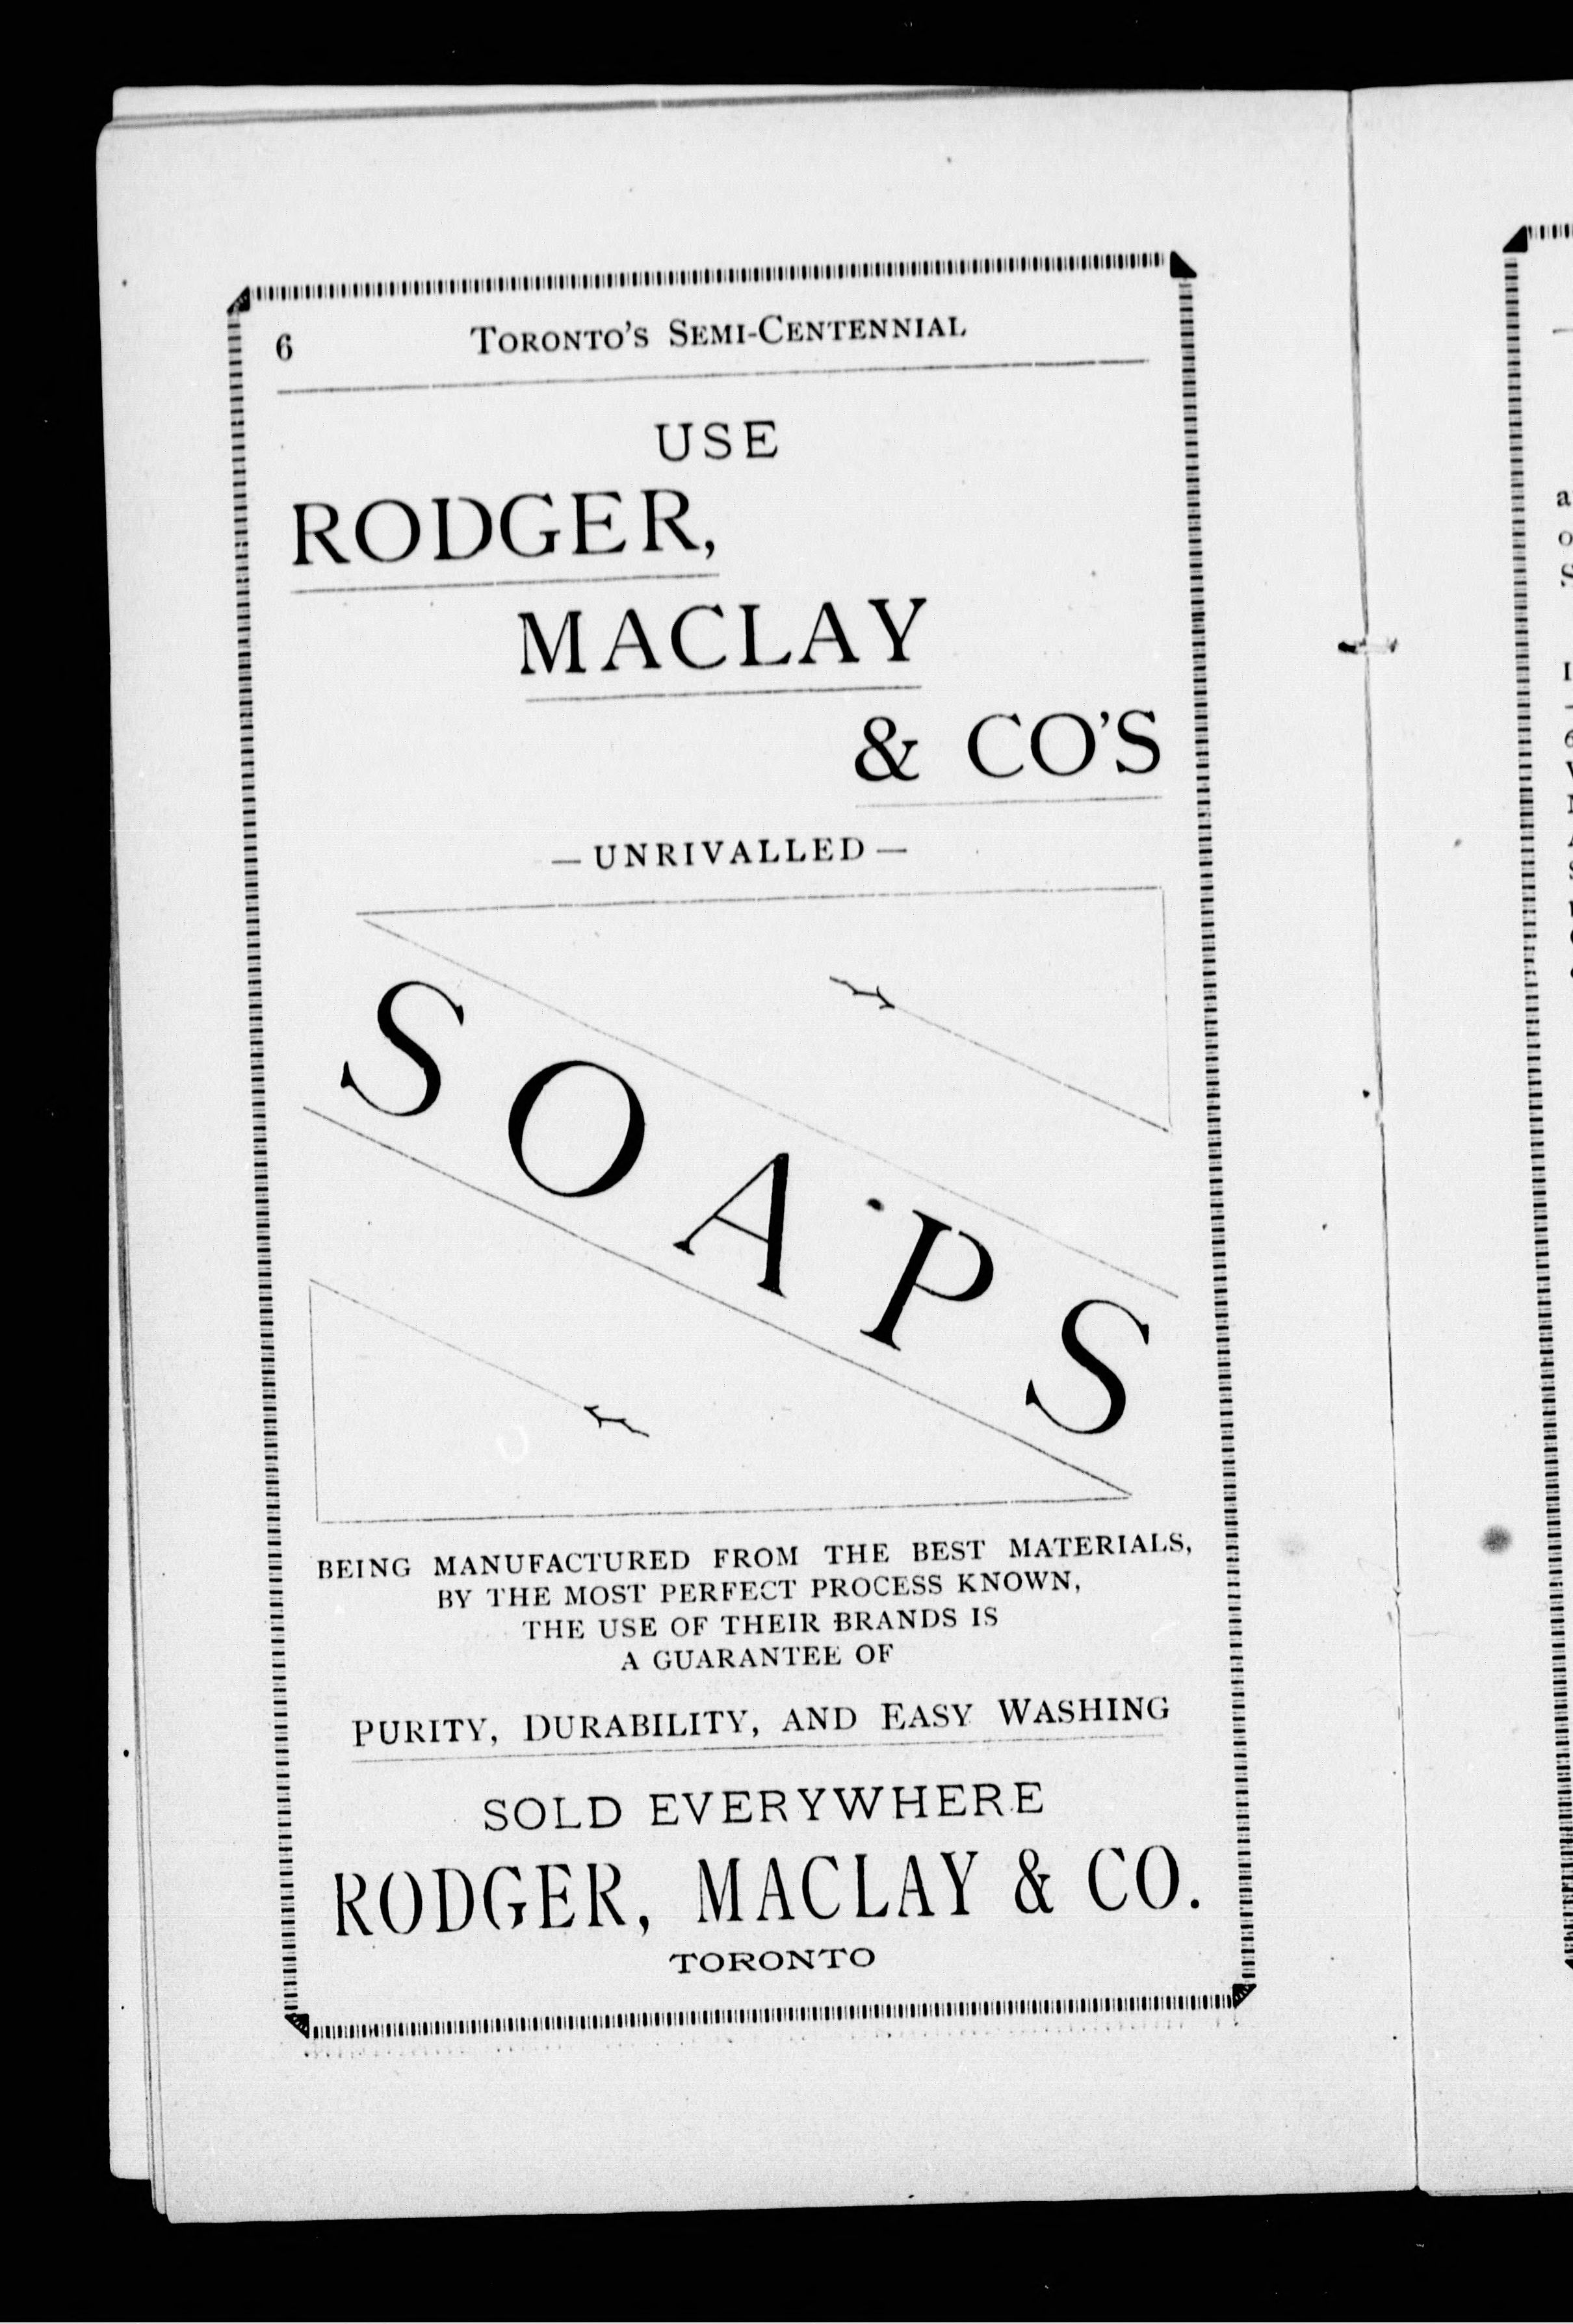 6 TORONTO'S SEMI-CENTENNIAL
USE
RODGER,
MACLAY
& CO'S
— UNRIVALLED —
SOAPS
BEING MANUFACTURED FROM THE BEST MATERIALS,
BY THE MOST PERFECT PROCESS KNOWN,
THE USE OF THEIR BRANDS IS
A GUARANTEE OF
PURITY, DURABILITY, AND EASY WASHING
SOLD EVERYWHERE
RODGER, MACLAY & CO.
TORONTO